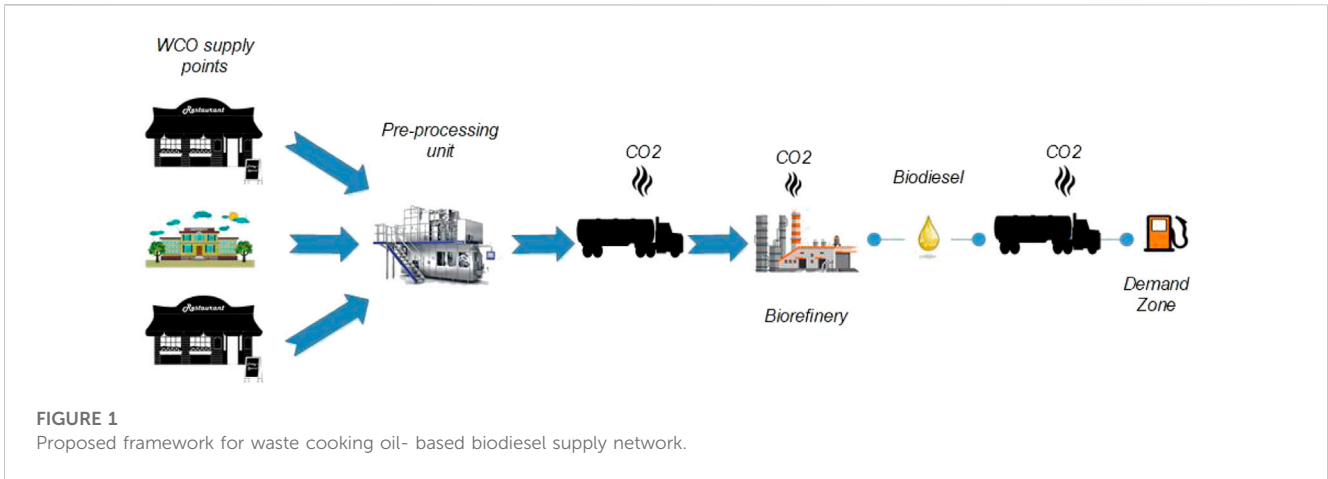 WCO supply
points
Restaurant
Pre-processing
unit
CO2
CO2
Biodiesel
CO2
Biorefinery
Demand
Zone
Restaurant
FIGURE 1
Proposed framework for waste cooking oil- based biodiesel supply network.